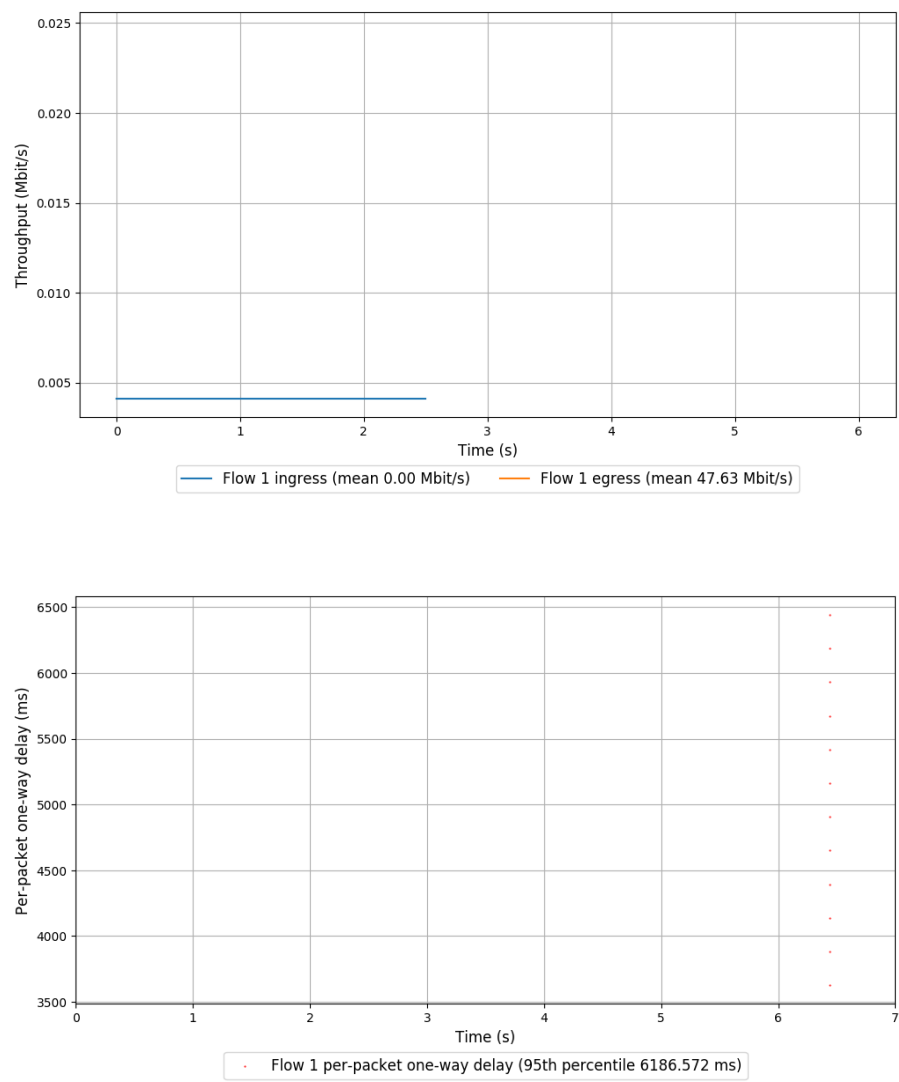 0.025
0.020
0.015
0.010
0.005
Throughput (Mbit/s)
0 1 2 3 4 5 6
Time (s)
Flow 1 ingress (mean 0.00 Mbit/s) Flow 1 egress (mean 47.63 Mbit/s)
6500
6000
5500
5000
4500
4000
3500
Per-packet one-way delay (ms)
0 1 2 3 4 5 6 7
Time (s)
Flow 1 per-packet one-way delay (95th percentile 6186.572 ms)